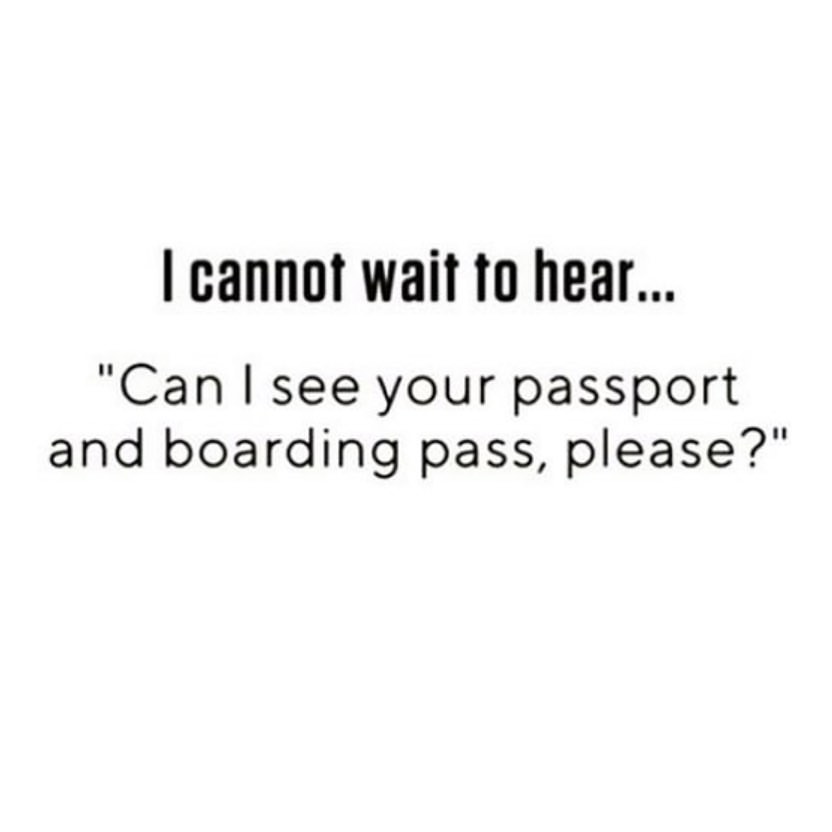 I cannot wait to hear...
"Can I see your passport
and boarding pass, please?"